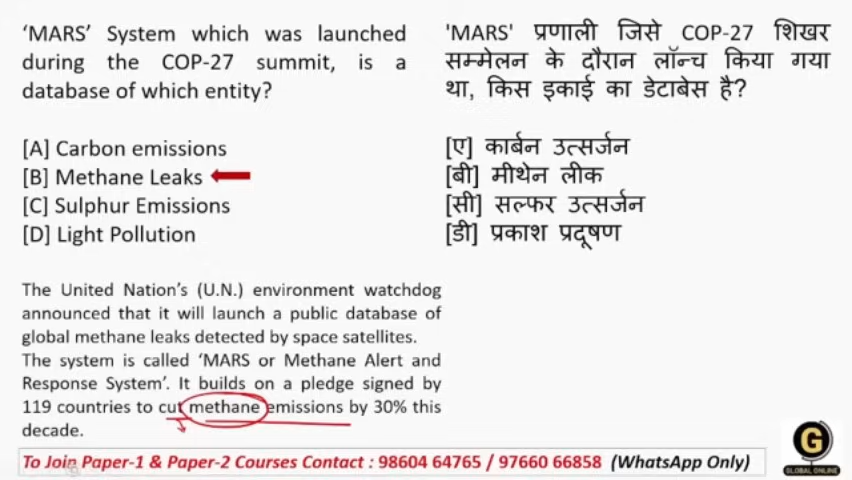 ‘MARS’ System which was launched
during the COP-27 summit, is a
database of which entity?
[A] Carbon emissions
[B] Methane Leaks
[C] Sulphur Emissions
[D] Light Pollution
The United Nation’s (U.N.) environment watchdog
announced that it will launch a public database of
global methane leaks detected by space satellites.
The system is called ‘MARS or Methane Alert and
Response System’. It builds on a pledge signed by
119 countries to cut methane emissions by 30% this
decade.
'MARS' प्रणाली जिसे COP-27 शिखर
सम्मेलन के दौरान लॉन्च किया गया
था, किस इकाई का डेटाबेस है?
[ए] कार्बन उत्सर्जन
[बी] मीथेन लीक
[सी] सल्फर उत्सर्जन
[डी] प्रकाश प्रदूषण
G
GLOBAL ONLINE
To Join Paper-1 & Paper-2 Courses Contact : 98604 64765 / 97660 66858 (WhatsApp Only)